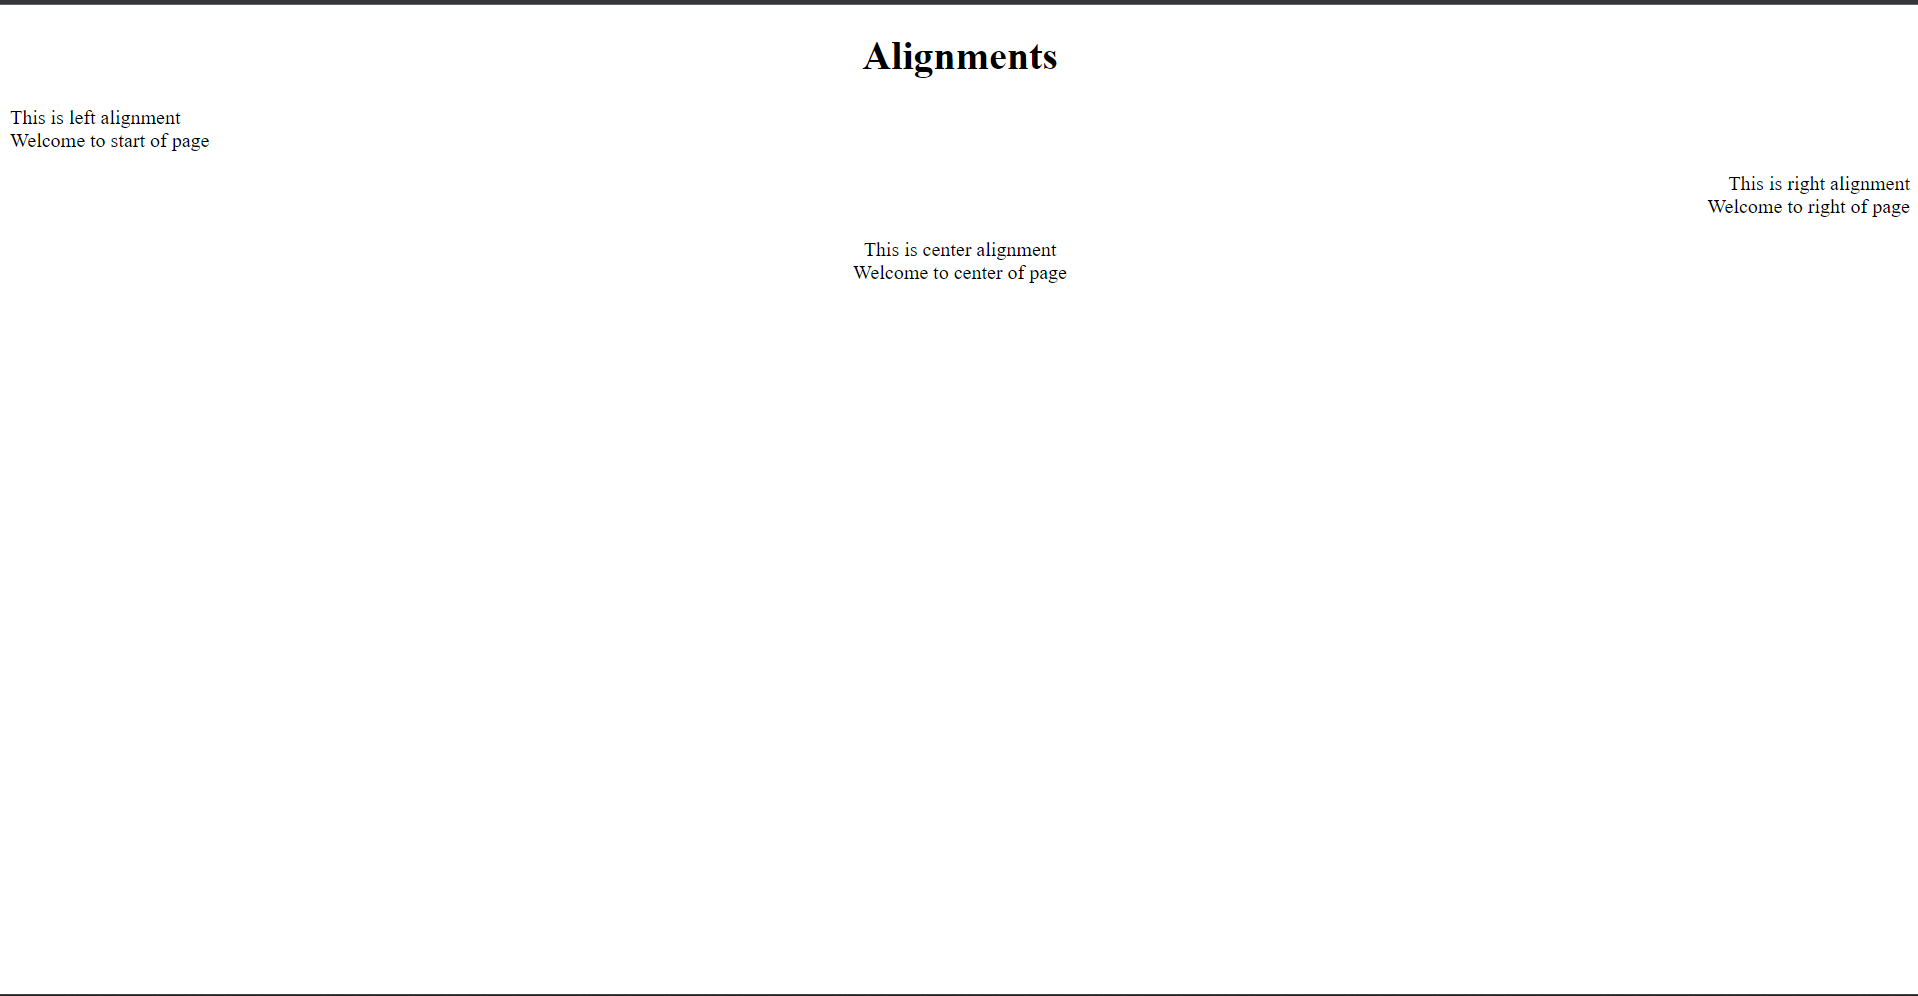 Alignments
This is left alignment
Welcome to start of page
This is right alignment
Welcome to right of page
This is center alignment
Welcome to center of page